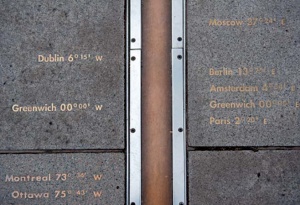 Dublin 6° 15' W
Greenwich 00° 00' W
Montreal 73° W
Ottawa 75° W
Moscow 37° E
Berlin 13° E
Amsterdam 4° E
Greenwich 00° E
Paris 2° E